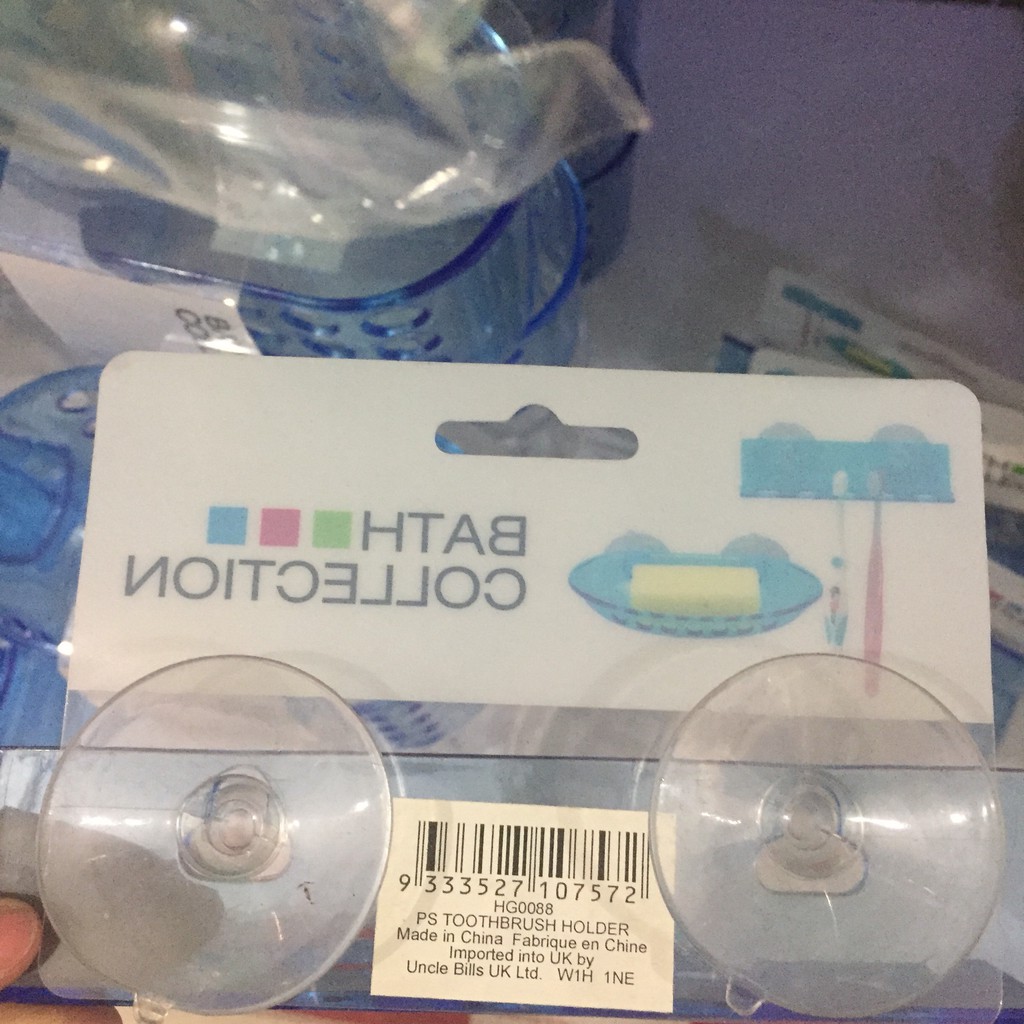 88
BATH
COLLECTION
9 333527 107572
HG0088
PS TOOTHBRUSH HOLDER
Made in China Fabrique en Chine
Imported into UK by
Uncle Bills UK Ltd. W1H 1NE